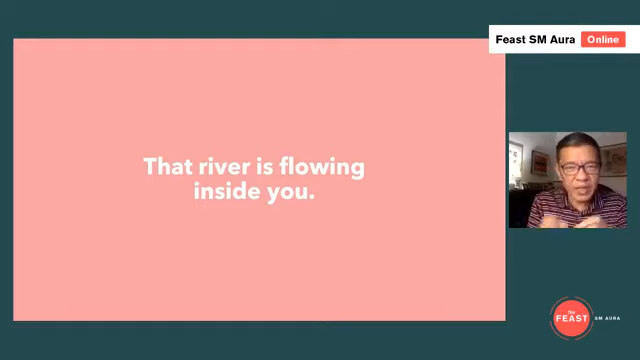 Feast SM Aura Online
That river is flowing
inside you.
the
FEAST SM AURA